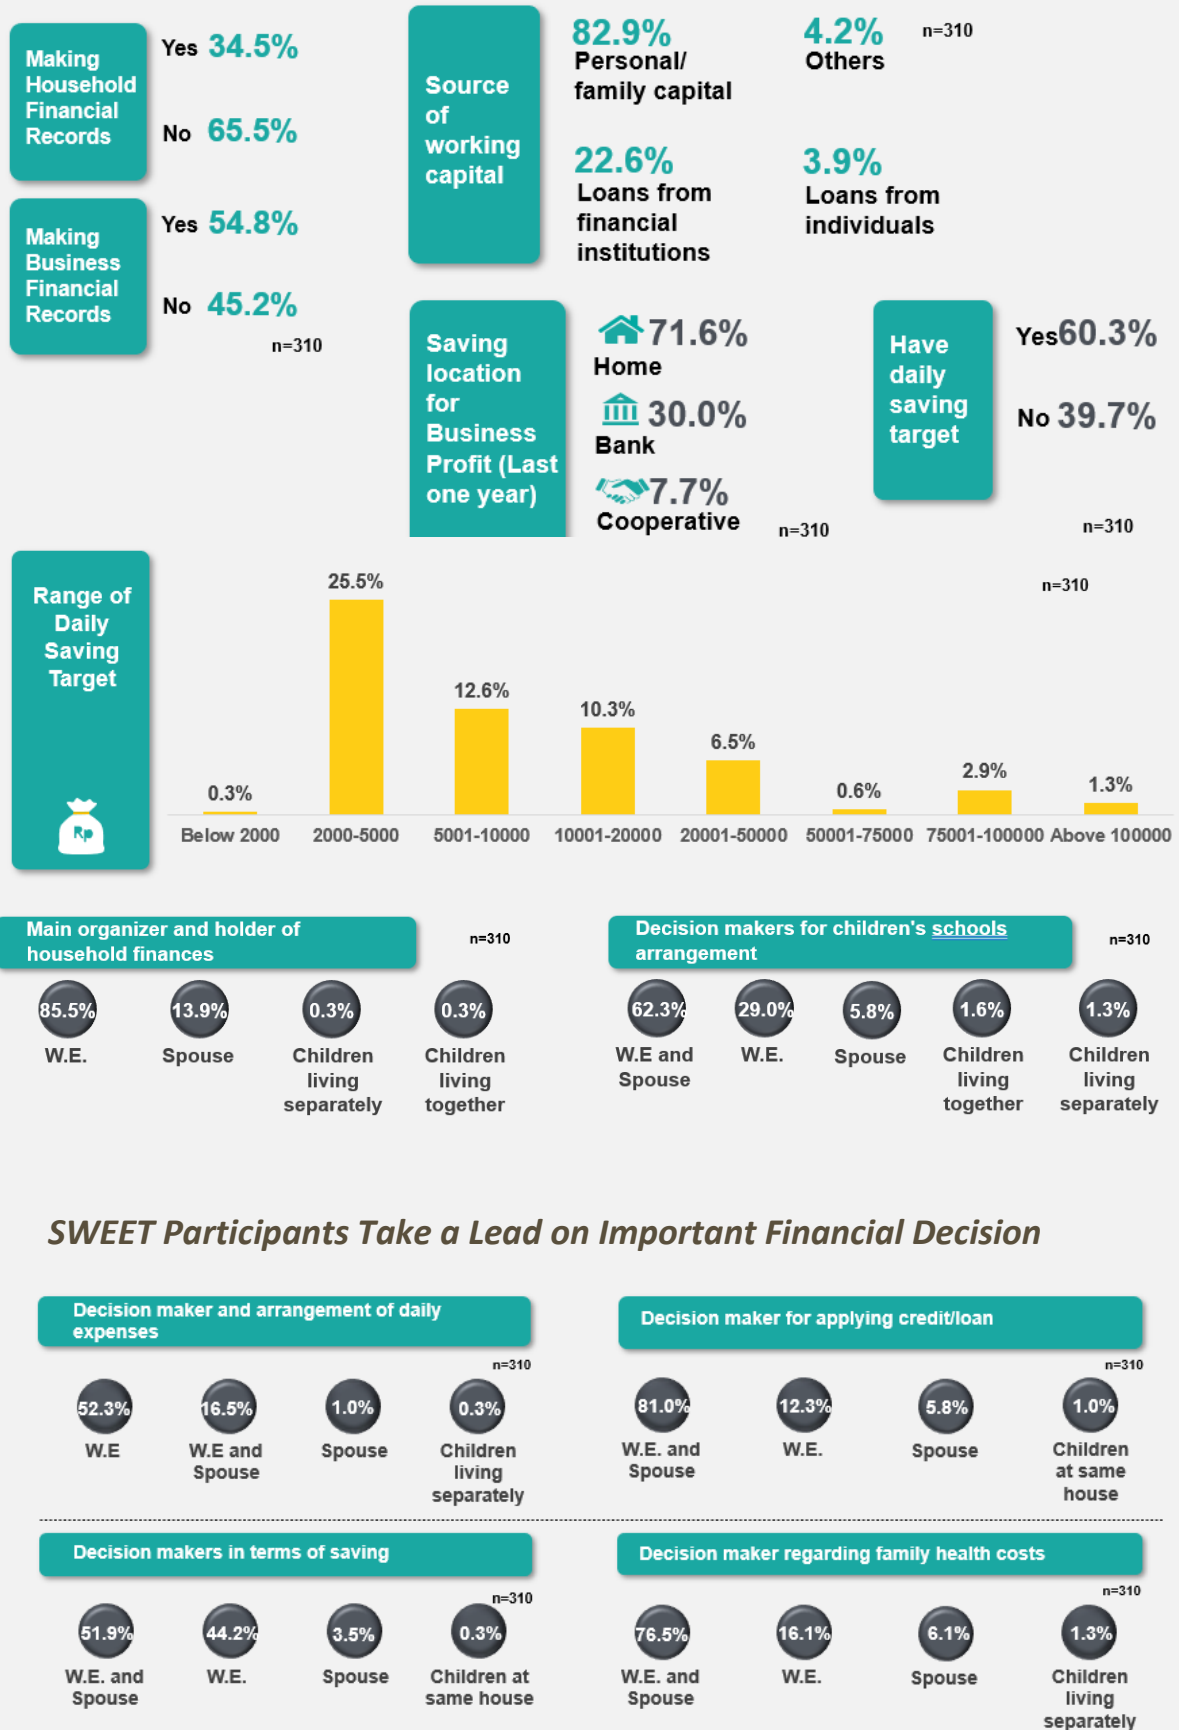 Making
Household
Financial
Records
Yes 34.5%
No 65.5%
Making
Business
Financial
Records
Yes 54.8%
No 45.2%
n=310
Source
of
working
capital
82.9%
Personal/
family capital
4.2%
Others
n=310
22.6%
Loans from
financial
institutions
3.9%
Loans from
individuals
Saving
location
for
Business
Profit (Last
one year)
71.6%
Home
30.0%
Bank
7.7%
Cooperative
n=310
Have
daily
saving
target
Yes 60.3%
No 39.7%
n=310
Range of
Daily
Saving
Target
Rp
n=310
0.3%
25.5%
12.6%
10.3%
6.5%
0.6%
2.9%
1.3%
Below 2000
2000-5000
5001-10000
10001-20000
20001-50000
50001-75000
75001-100000
Above 100000
Main organizer and holder of
household finances
n=310
85.5%
13.9%
0.3%
0.3%
W.E.
Spouse
Children
living
separately
Children
living
together
Decision makers for children's schools
arrangement
n=310
62.3%
29.0%
5.8%
1.6%
1.3%
W.E and
Spouse
W.E.
Spouse
Children
living
together
Children
living
separately
SWEET Participants Take a Lead on Important Financial Decision
Decision maker and arrangement of daily
expenses
n=310
52.3%
16.5%
1.0%
0.3%
W.E
W.E and
Spouse
Spouse
Children
living
separately
Decision maker for applying credit/loan
n=310
81.0%
12.3%
5.8%
1.0%
W.E. and
Spouse
W.E.
Spouse
Children
at same
house
Decision makers in terms of saving
n=310
51.9%
44.2%
3.5%
0.3%
W.E. and
Spouse
W.E.
Spouse
Children at
same house
Decision maker regarding family health costs
n=310
76.5%
16.1%
6.1%
1.3%
W.E. and
Spouse
W.E.
Spouse
Children
living
separately